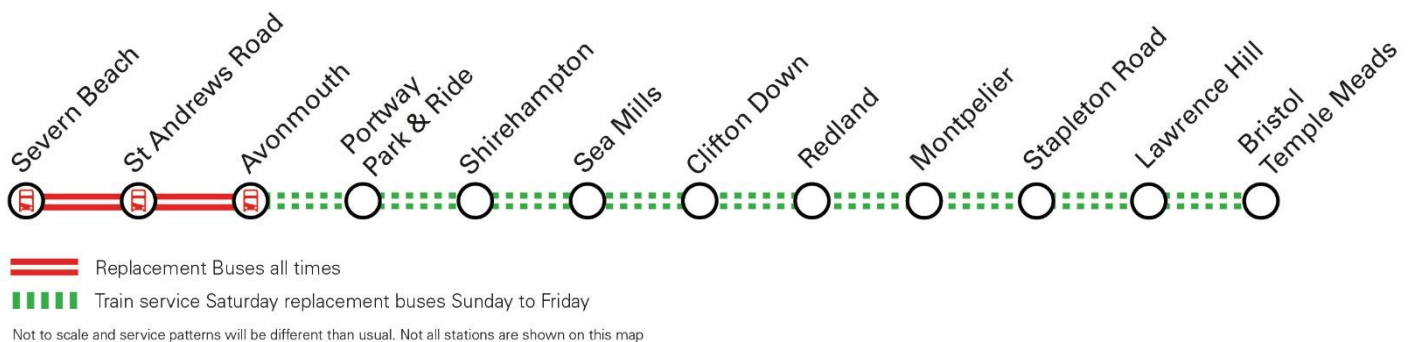 Severn Beach
St Andrews Road
Avonmouth
Portway
Park & Ride
Shirehampton
Sea Mills
Clifton Down
Redland
Montpelier
Stapleton Road
Lawrence Hill
Bristol
Temple Meads
Replacement Buses all times
Train service Saturday replacement buses Sunday to Friday
Not to scale and service patterns will be different than usual. Not all stations are shown on this map